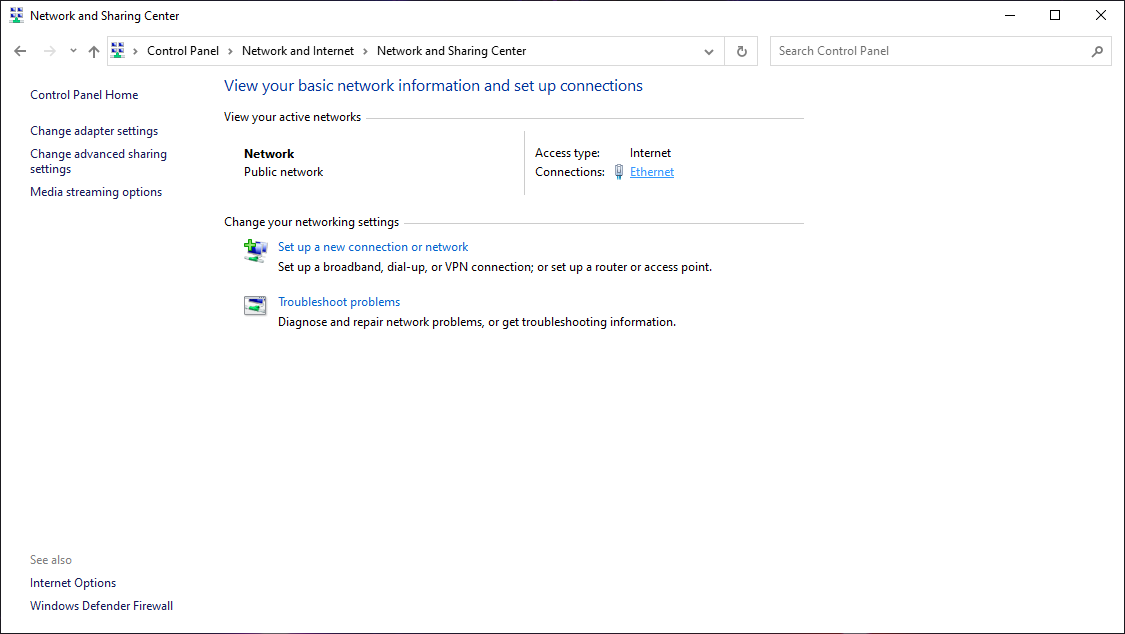 Network and Sharing Center
Control Panel > Network and Internet > Network and Sharing Center
Search Control Panel
Control Panel Home
Change adapter settings
Change advanced sharing
settings
Media streaming options
View your basic network information and set up connections
View your active networks
Network
Public network
Access type: Internet
Connections: Ethernet
Change your networking settings
Set up a new connection or network
Set up a broadband, dial-up, or VPN connection; or set up a router or access point.
Troubleshoot problems
Diagnose and repair network problems, or get troubleshooting information.
See also
Internet Options
Windows Defender Firewall